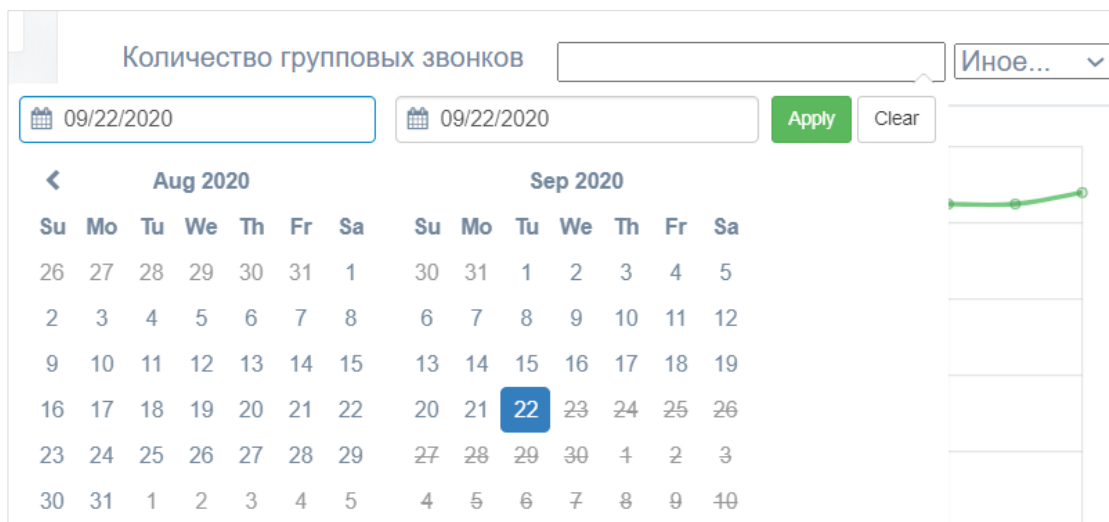 Количество групповых звонков Иное...
09/22/2020 09/22/2020 Apply Clear
Aug 2020 Sep 2020
Su Mo Tu We Th Fr Sa Su Mo Tu We Th Fr Sa
26 27 28 29 30 31 1 30 31 1 2 3 4 5
2 3 4 5 6 7 8 6 7 8 9 10 11 12
9 10 11 12 13 14 15 13 14 15 16 17 18 19
16 17 18 19 20 21 22 20 21 22 23 24 25 26
23 24 25 26 27 28 29 27 28 29 30 1 2 3
30 31 1 2 3 4 5 4 5 6 7 8 9 10